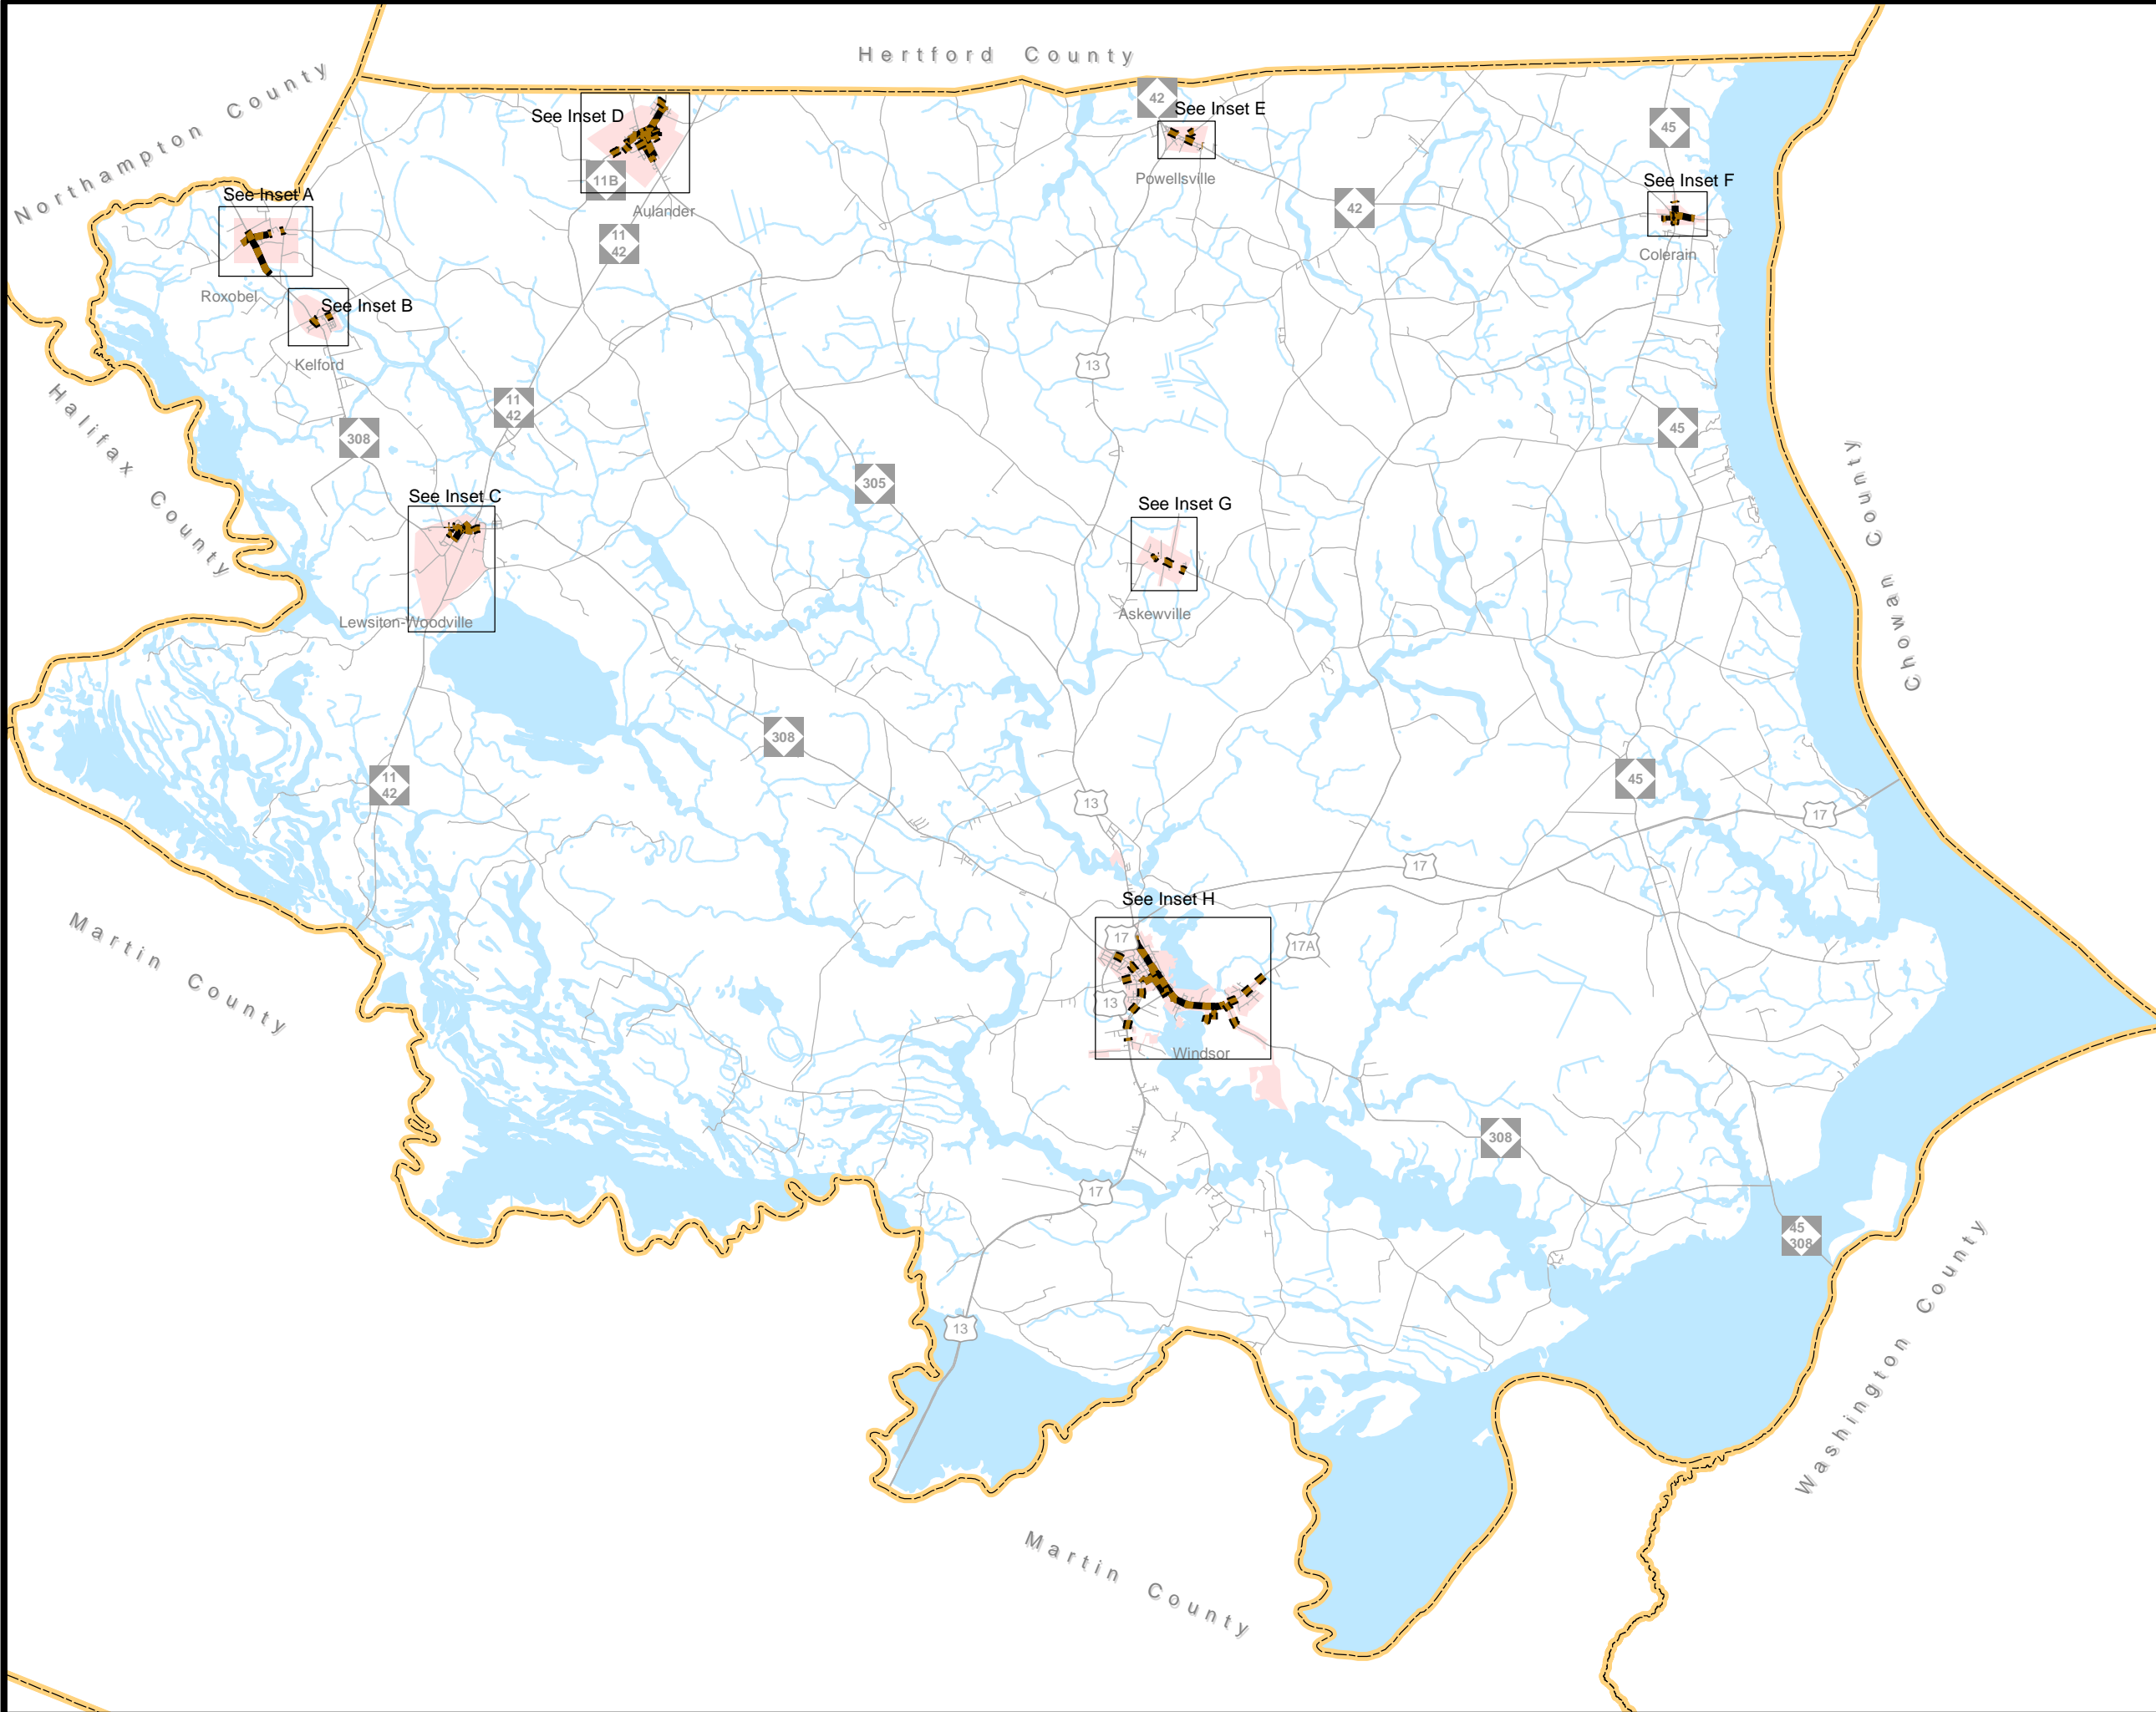 Hertford County
Northampton County
42
See Inset E
See Inset D
45
11B
Powellsville
See Inset F
See Inset A
Aulander
42
11
42
Colerain
Roxobel
See Inset B
Kelford
13
11
42
308
45
Halifax County
Chowan County
305
See Inset C
See Inset G
Askewville
Lewsiton-Woodville
308
11
42
13
45
17
17
See Inset H
17
17A
13
Windsor
Martin County
308
17
45
308
13
Washington County
Martin County